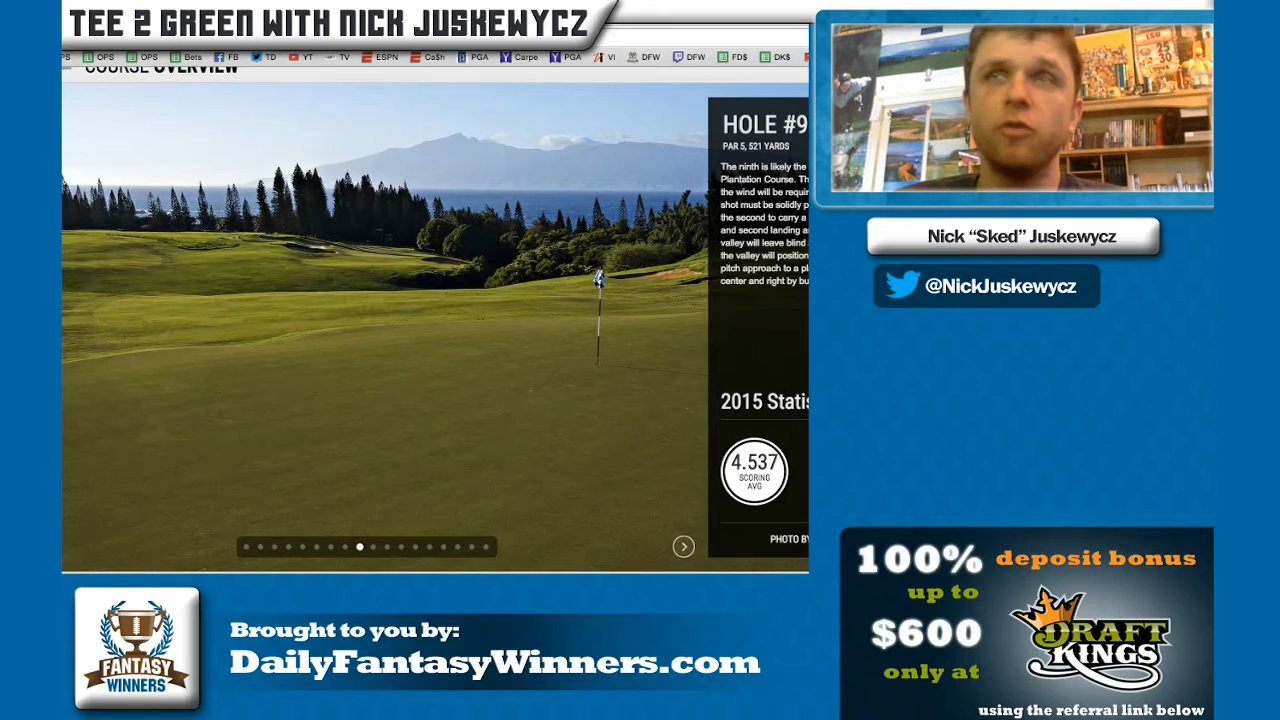 TEE 2 GREEN WITH NICK JUSKEWYCZ
PS OPS OPS Bets FB TD YT TV ESPN Ca$h PGA Carpe PGA VI DFW DFW FD$ DK$
COURSE OVERVIEW
HOLE #9
PAR 5, 521 YARDS
The ninth is likely the
Plantation Course. Th
the wind will be requir
shot must be solidly p
the second to carry a
and second landing a
valley will leave blind
the valley will position
pitch approach to a pl
center and right by bu
2015 Statis
4.537
SCORING
AVG
PHOTO BY
Nick “Sked” Juskewycz
@NickJuskewycz
100% deposit bonus
up to
$600
only at
DRAFT
KINGS
using the referral link below
FANTASY
WINNERS
Brought to you by:
DailyFantasyWinners.com